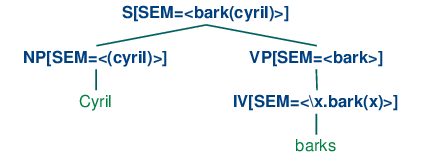 S[SEM=<bark(cyril)>]
NP[SEM=<(cyril)>] VP[SEM=<bark>]
Cyril IV[SEM=<\x.bark(x)>]
barks